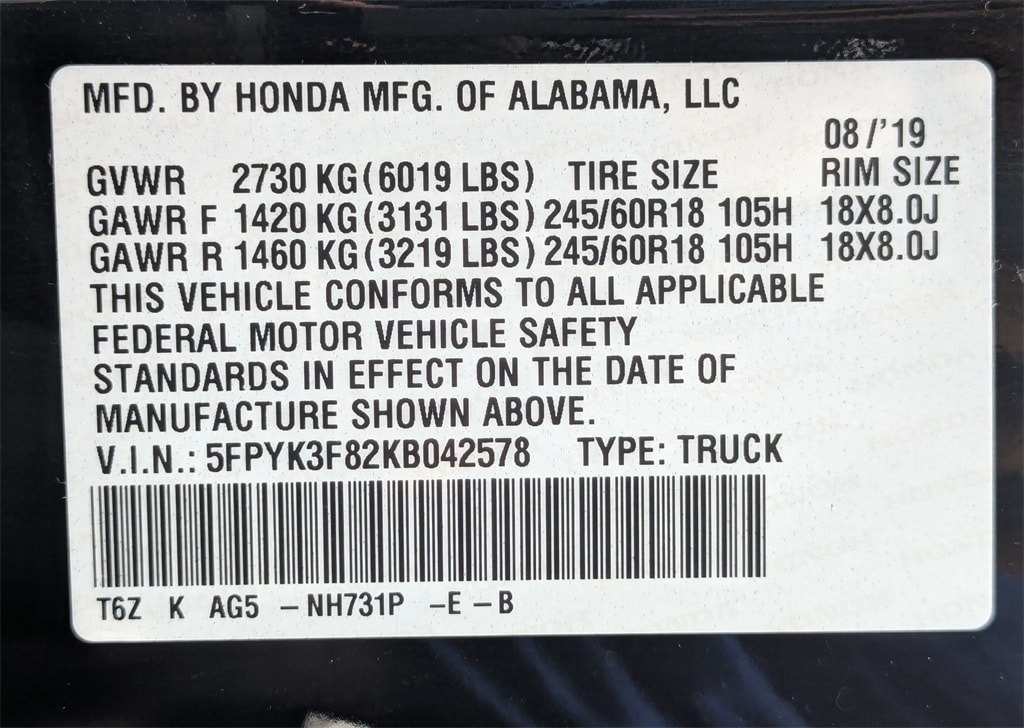 MFD. BY HONDA MFG. OF ALABAMA, LLC
08 /'19
GVWR 2730 KG (6019 LBS) TIRE SIZE RIM SIZE
GAWR F 1420 KG (3131 LBS) 245/60R18 105H 18X8.0J
GAWR R 1460 KG (3219 LBS) 245/60R18 105H 18X8.0J
THIS VEHICLE CONFORMS TO ALL APPLICABLE
FEDERAL MOTOR VEHICLE SAFETY
STANDARDS IN EFFECT ON THE DATE OF
MANUFACTURE SHOWN ABOVE.
V.I.N.: 5FPYK3F82KB042578 TYPE: TRUCK
T6Z K AG5 – NH731P – E – B